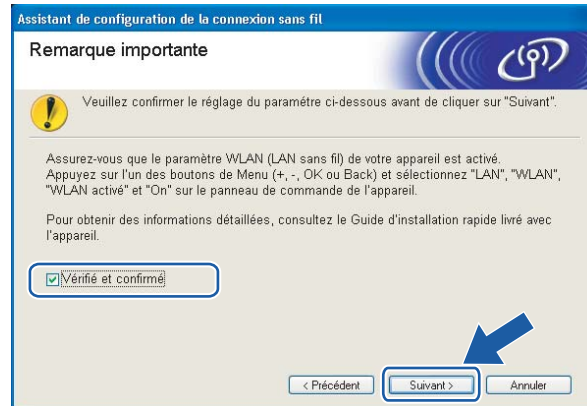 Assistant de configuration de la connexion sans fil
Remarque importante
Veuillez confirmer le réglage du paramétre ci-dessous avant de cliquer sur "Suivant".
Assurez-vous que le paramètre WLAN (LAN sans fil) de votre appareil est activé.
Appuyez sur l'un des boutons de Menu (+, -, OK ou Back) et sélectionnez "LAN", "WLAN",
"WLAN activé" et "On" sur le panneau de commande de l'appareil.
Pour obtenir des informations détaillées, consultez le Guide d'installation rapide livré avec
l'appareil.
Vérifié et confirmé
< Précédent Suivant > Annuler